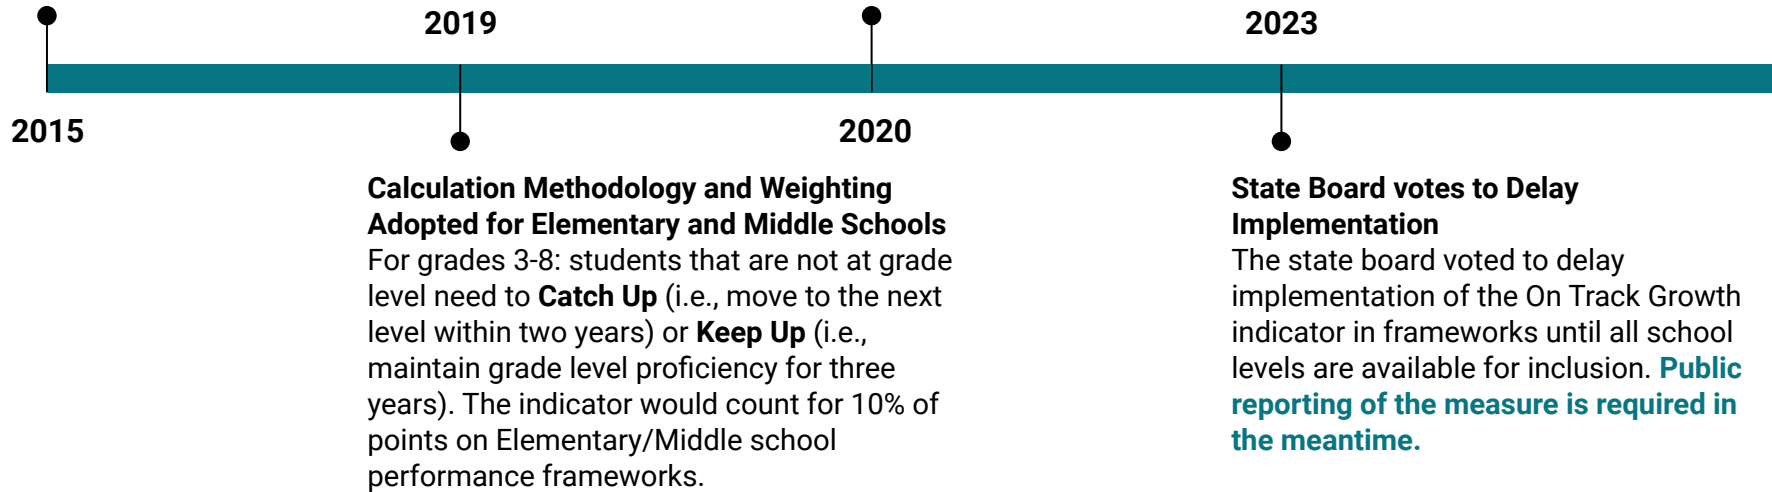 2019
2023
2015
2020
Calculation Methodology and Weighting
Adopted for Elementary and Middle Schools
For grades 3-8: students that are not at grade
level need to Catch Up (i.e., move to the next
level within two years) or Keep Up (i.e.,
maintain grade level proficiency for three
years). The indicator would count for 10% of
points on Elementary/Middle school
performance frameworks.
State Board votes to Delay
Implementation
The state board voted to delay
implementation of the On Track Growth
indicator in frameworks until all school
levels are available for inclusion. Public
reporting of the measure is required in
the meantime.